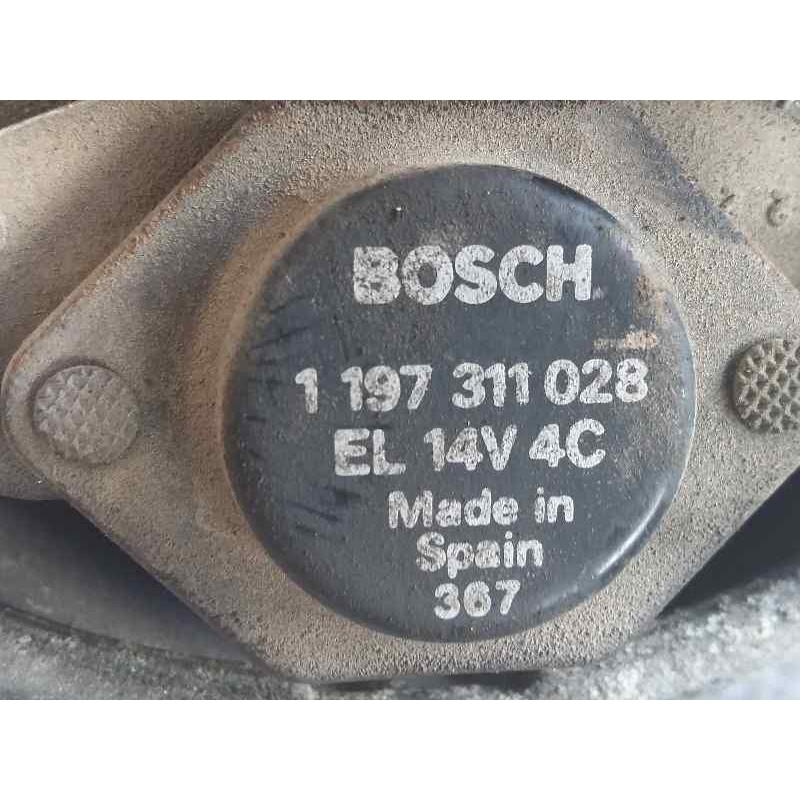 BOSCH
1 197 311 028
EL 14V 4C
Made in
Spain
367